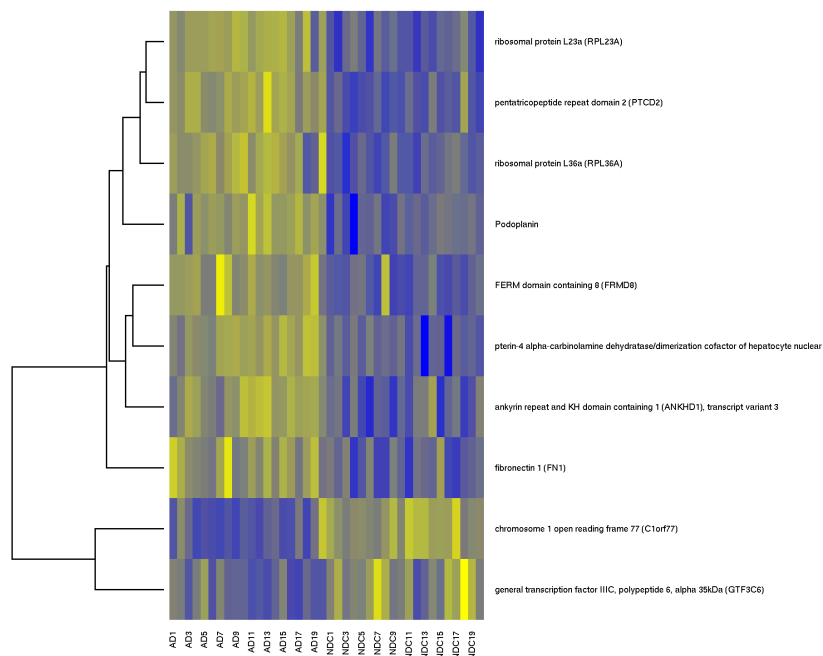 ribosomal protein L23a (RPL23A)
pentatricopeptide repeat domain 2 (PTCD2)
ribosomal protein L36a (RPL36A)
Podoplanin
FERM domain containing 8 (FRMD8)
pterin-4 alpha-carbinolamine dehydratase/dimerization cofactor of hepatocyte nuclear
ankyrin repeat and KH domain containing 1 (ANKHD1), transcript variant 3
fibronectin 1 (FN1)
chromosome 1 open reading frame 77 (C1orf77)
general transcription factor IIIC, polypeptide 6, alpha 35kDa (GTF3C6)
AD1
AD3
AD5
AD7
AD9
AD11
AD13
AD15
AD17
AD19
NDC1
NDC3
NDC5
NDC7
NDC9
NDC11
NDC13
NDC15
NDC17
NDC19